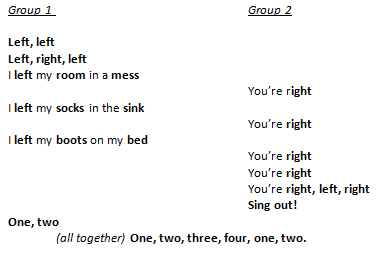 Group 1 Group 2
Left, left
Left, right, left
I left my room in a mess
You're right
I left my socks in the sink
You're right
I left my boots on my bed
You're right
You're right
You're right, left, right
Sing out!
One, two
(all together) One, two, three, four, one, two.